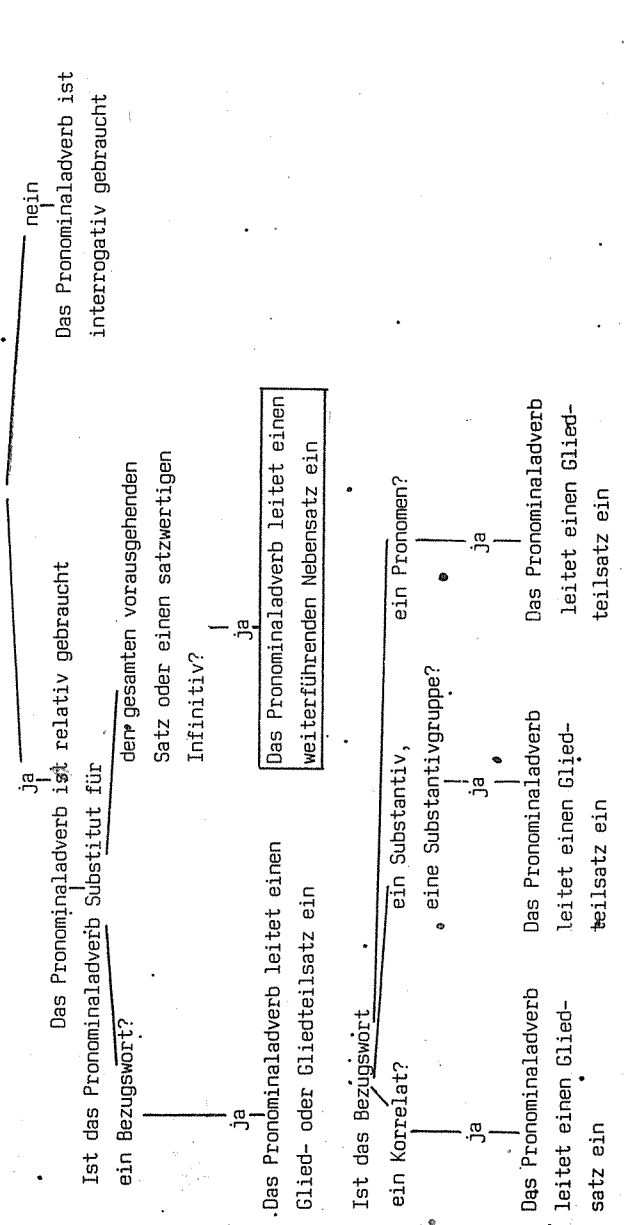 ja
nein
Das Pronominaladverb ist relativ gebraucht
Das Pronominaladverb ist
interrogativ gebraucht
Ist das Pronominaladverb Substitut für
ein Bezugswort?
den gesamten vorausgehenden
Satz oder einen satzwertigen
Infinitiv?
ja
ja
Das Pronominaladverb leitet einen
Glied- oder Gliedteilsatz ein
Das Pronominaladverb leitet einen
weiterführenden Nebensatz ein
Ist das Bezugswort
ein Korrelat?
ein Substantiv,
eine Substantivgruppe?
ein Pronomen?
ja
ja
ja
Das Pronominaladverb
leitet einen Glied-
satz ein
Das Pronominaladverb
leitet einen Glied-
teilsatz ein
Das Pronominaladverb
leitet einen Glied-
teilsatz ein